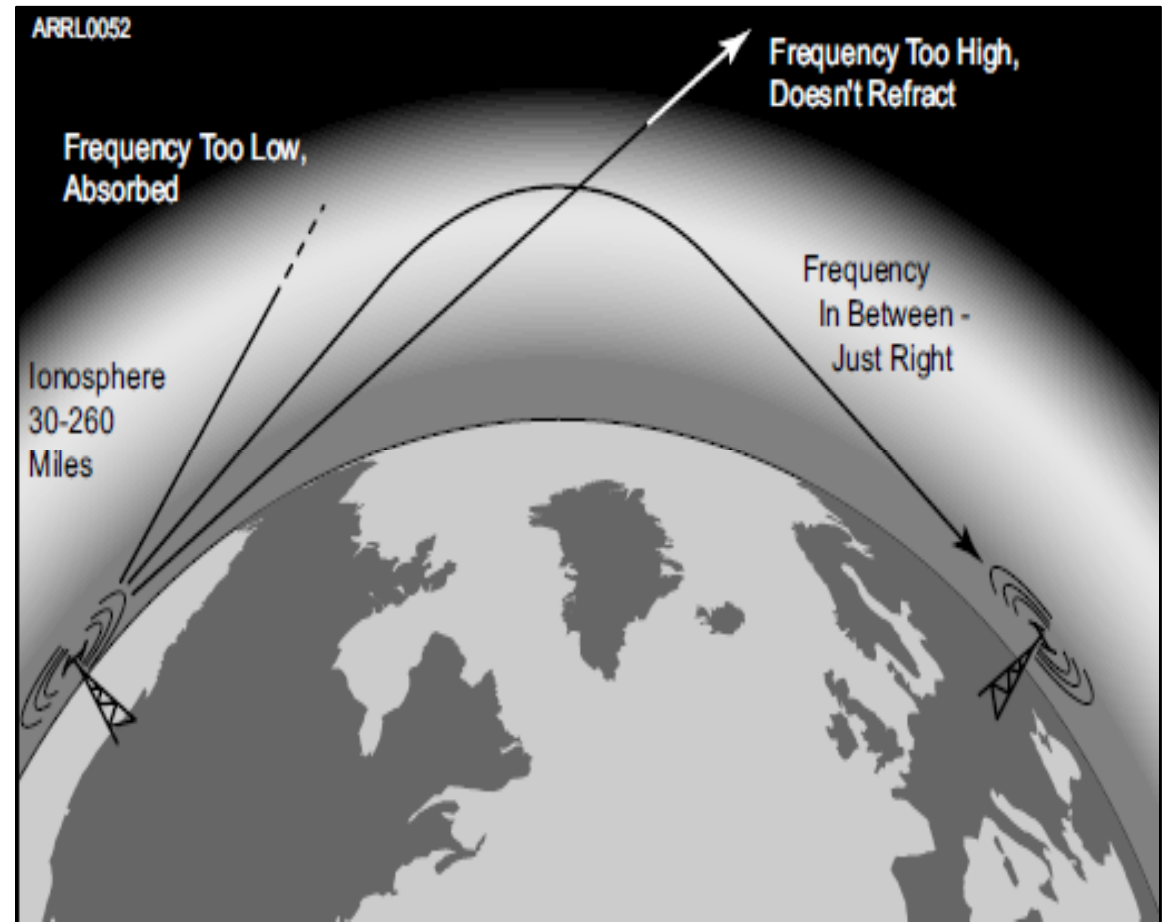 ARRL0052
Frequency Too High,
Doesn't Refract
Frequency Too Low,
Absorbed
Frequency
In Between -
Just Right
Ionosphere
30-260
Miles